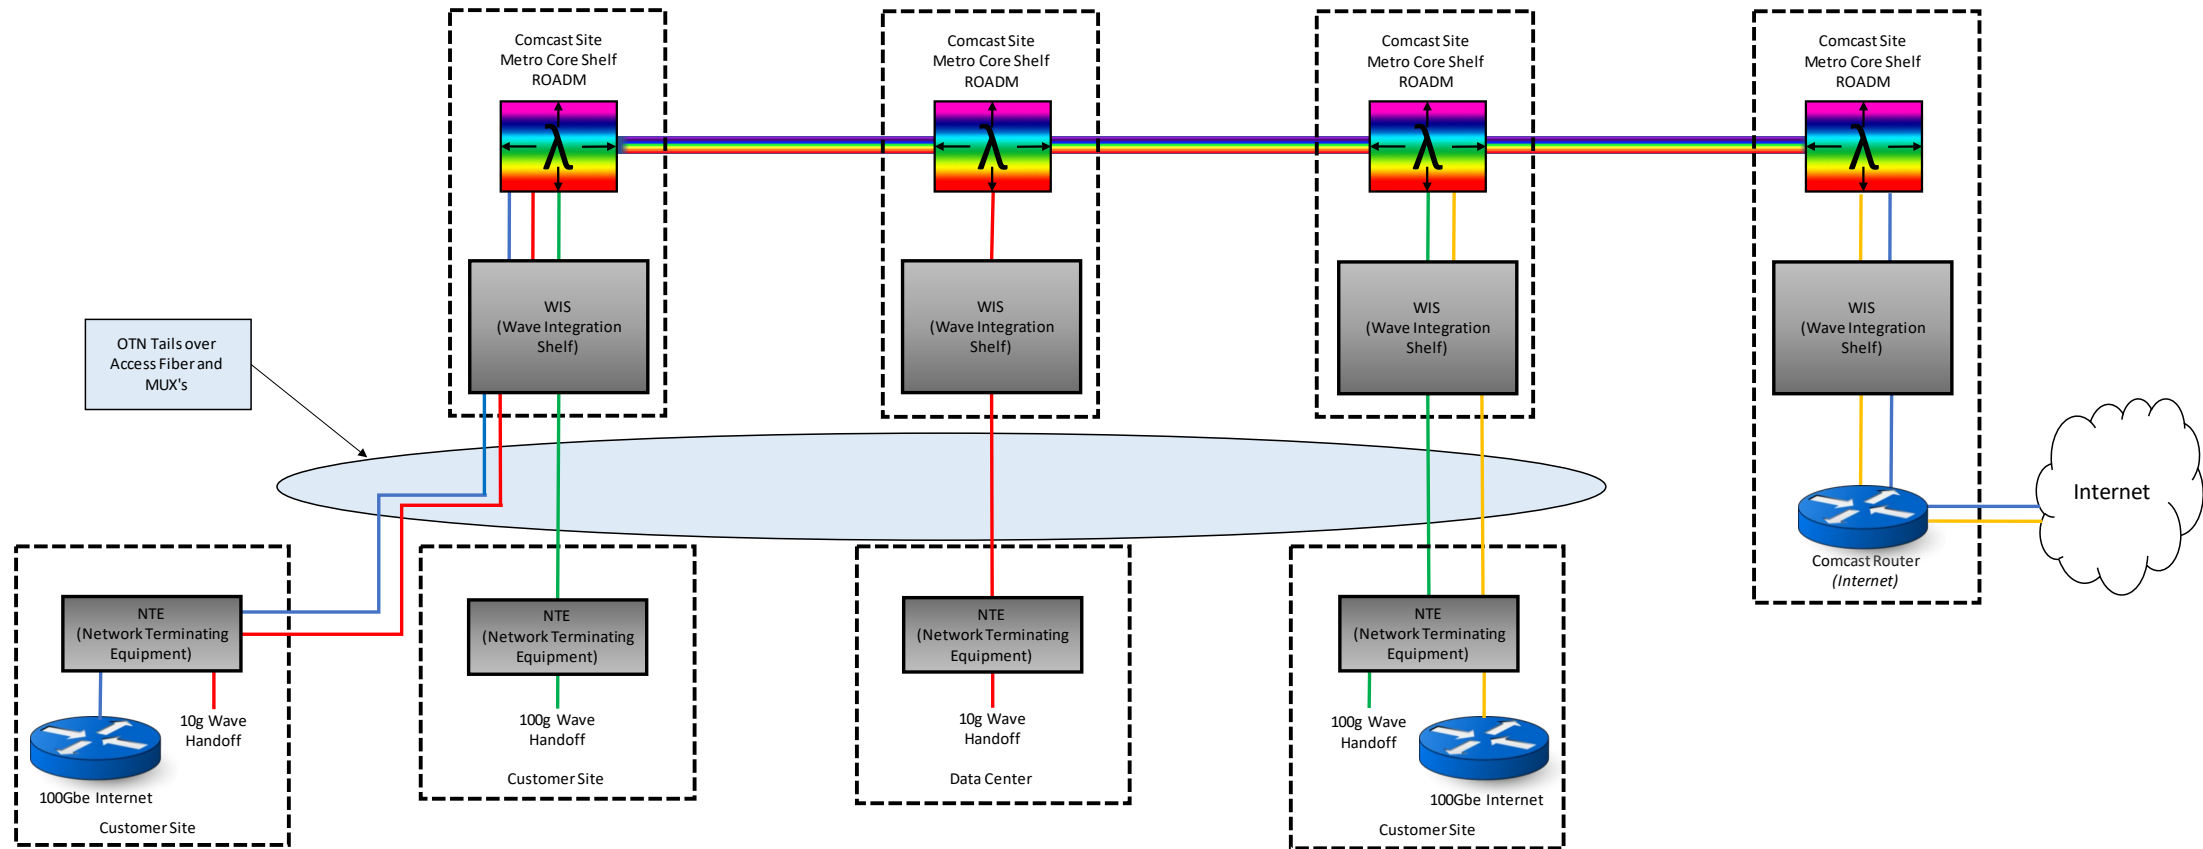 Comcast Site
Metro Core Shelf
ROADM
Comcast Site
Metro Core Shelf
ROADM
Comcast Site
Metro Core Shelf
ROADM
Comcast Site
Metro Core Shelf
ROADM
λ
λ
λ
λ
WIS
(Wave Integration
Shelf)
WIS
(Wave Integration
Shelf)
WIS
(Wave Integration
Shelf)
WIS
(Wave Integration
Shelf)
OTN Tails over
Access Fiber and
MUX's
Internet
Comcast Router
(Internet)
NTE
(Network Terminating
Equipment)
10g Wave
Handoff
100Gbe Internet
Customer Site
NTE
(Network Terminating
Equipment)
100g Wave
Handoff
Customer Site
NTE
(Network Terminating
Equipment)
10g Wave
Handoff
Data Center
NTE
(Network Terminating
Equipment)
100g Wave
Handoff
100Gbe Internet
Customer Site